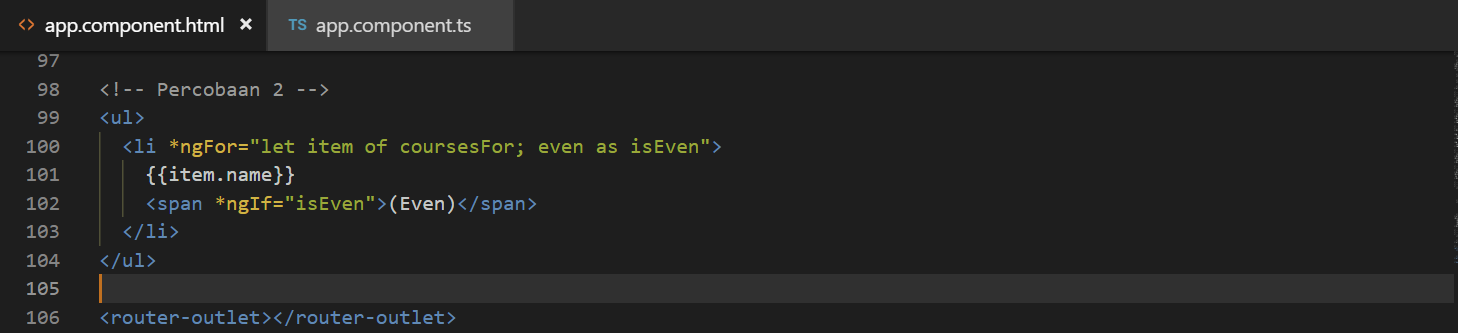 <> app.component.html × TS app.component.ts
97
98 <!-- Percobaan 2 -->
99 <ul>
100 <li *ngFor="let item of coursesFor; even as isEven">
101 {{item.name}}
102 <span *ngIf="isEven">(Even)</span>
103 </li>
104 </ul>
105
106 <router-outlet></router-outlet>